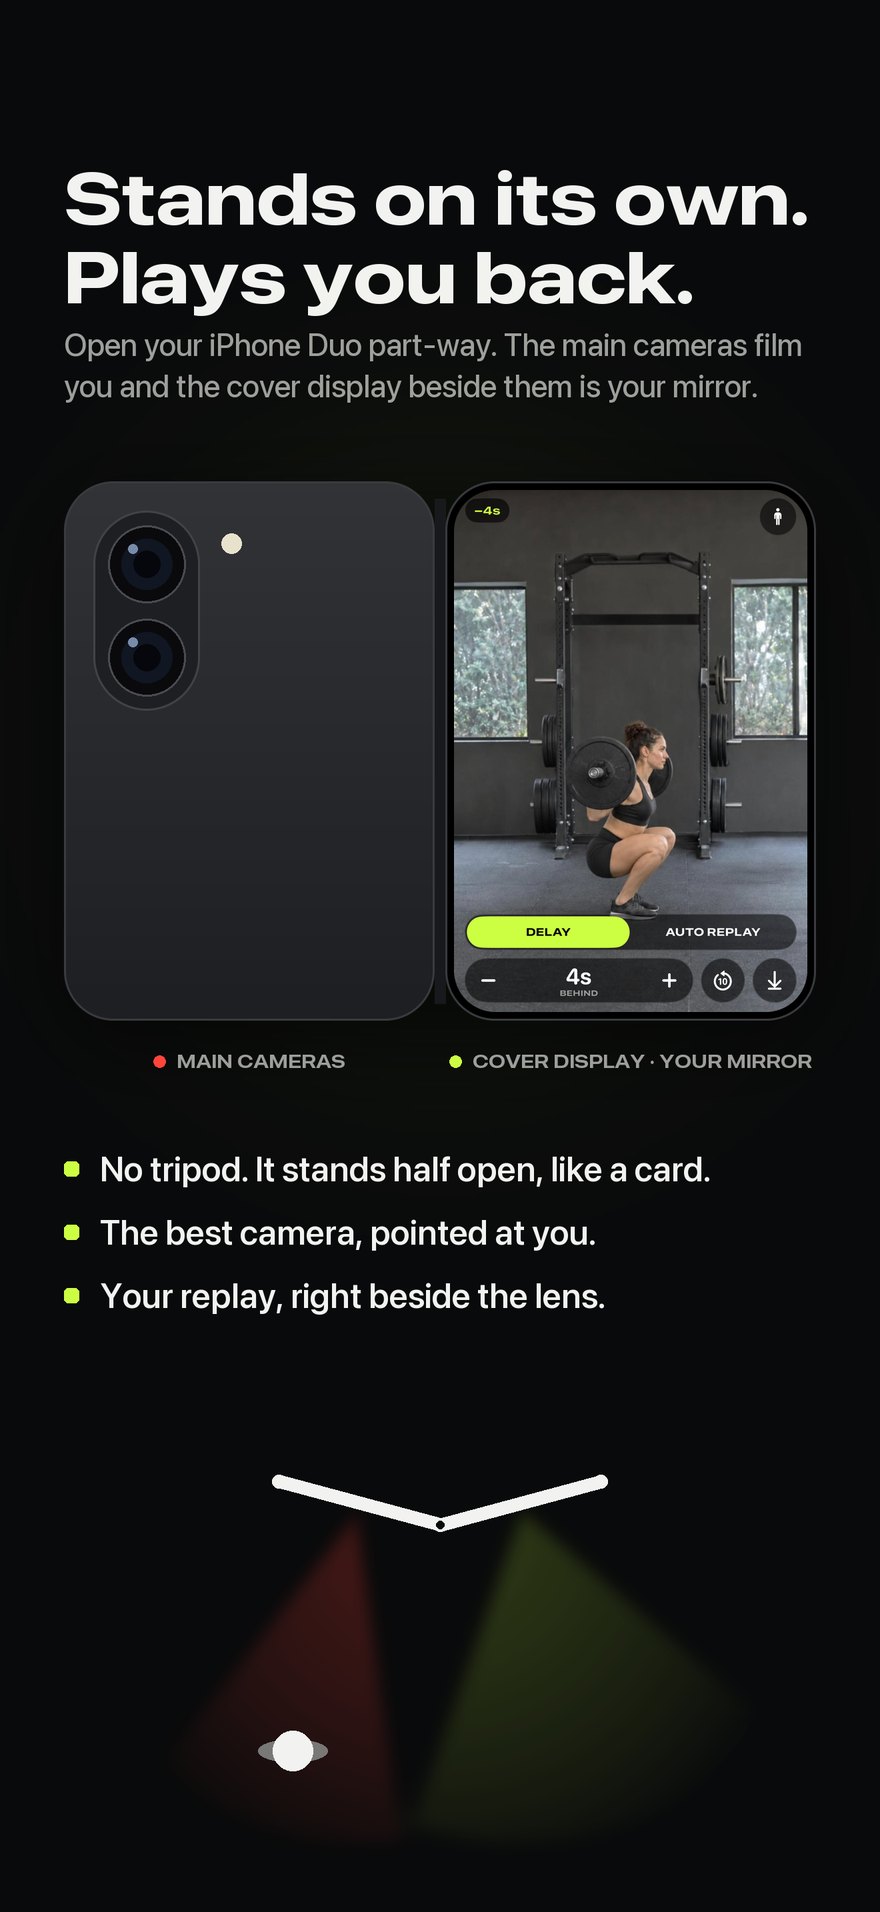 Stands on its own.
Plays you back.
Open your iPhone Duo part-way. The main cameras film
you and the cover display beside them is your mirror.
−4s
DELAY
AUTO REPLAY
− 4s +
BEHIND
10
MAIN CAMERAS
COVER DISPLAY · YOUR MIRROR
No tripod. It stands half open, like a card.
The best camera, pointed at you.
Your replay, right beside the lens.